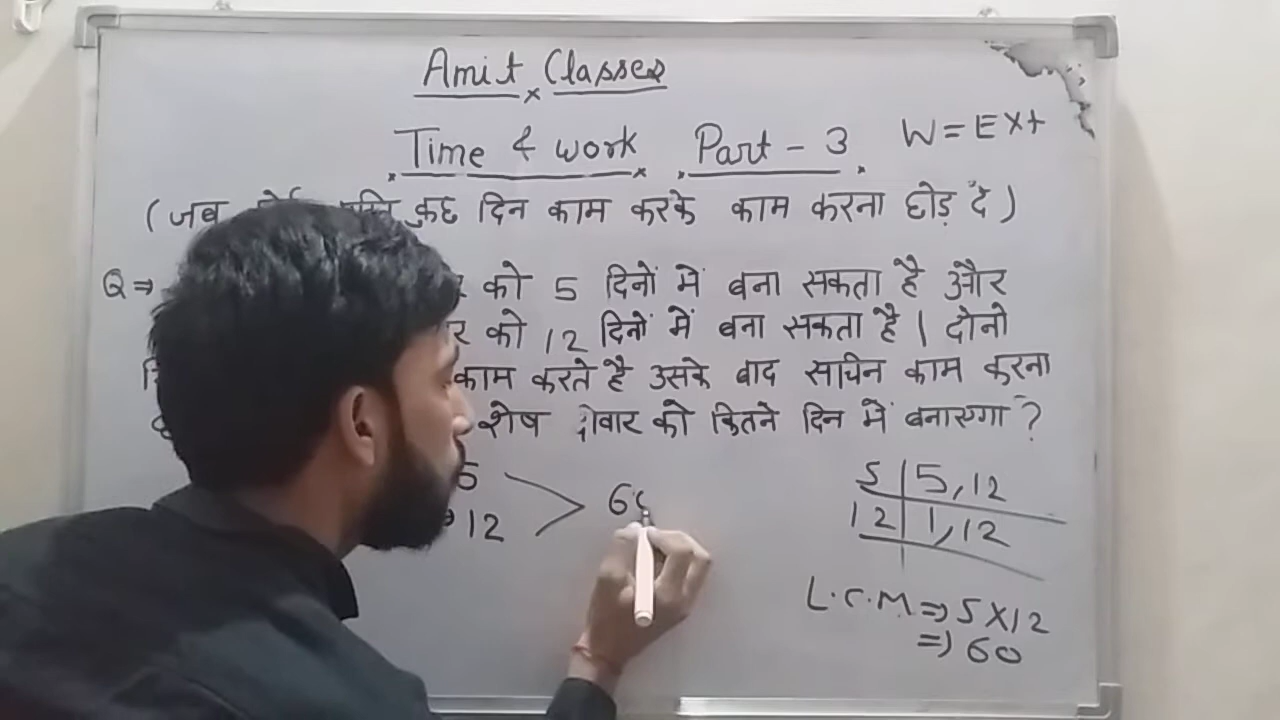 Amit Classes
Time & work Part - 3
W = E x t
(जब कुछ दिन काम करके काम करना छोड़ दे)
Q ⇒ को 5 दिनों में बना सकता है और
को 12 दिनों में बना सकता है । दोनो
काम करते है उसके बाद सचिन काम करना
शेष दीवार को कितने दिन में बनाएगा ?
5
12
60
5 | 5, 12
12 | 1, 12
L.C.M ⇒ 5 X 12
⇒ 60